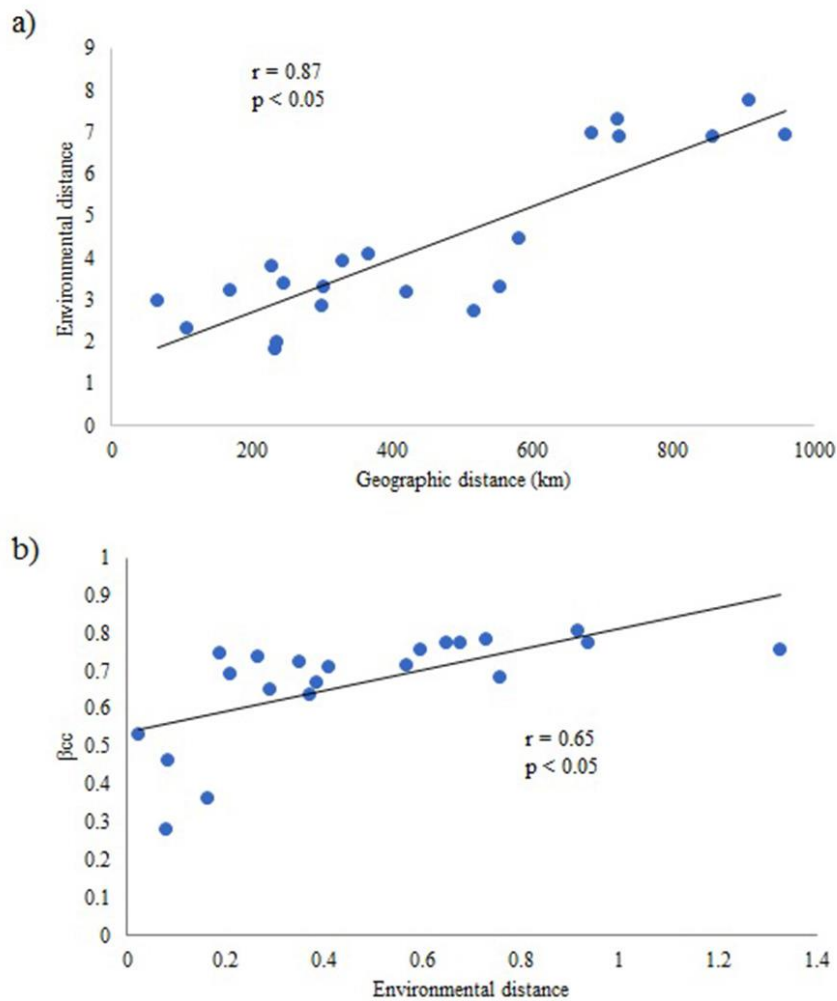 a)
r = 0.87
p < 0.05
9
8
7
6
5
4
3
2
1
0
Environmental distance
0 200 400 600 800 1000
Geographic distance (km)
b)
1
0.9
0.8
0.7
0.6
0.5
0.4
0.3
0.2
0.1
0
βcc
r = 0.65
p < 0.05
0 0.2 0.4 0.6 0.8 1 1.2 1.4
Environmental distance